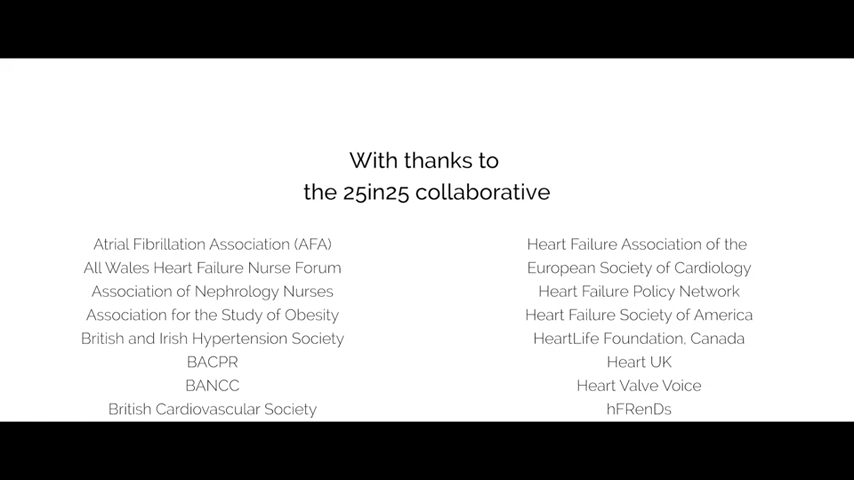 With thanks to
the 25in25 collaborative
Atrial Fibrillation Association (AFA)
All Wales Heart Failure Nurse Forum
Association of Nephrology Nurses
Association for the Study of Obesity
British and Irish Hypertension Society
BACPR
BANCC
British Cardiovascular Society
Heart Failure Association of the
European Society of Cardiology
Heart Failure Policy Network
Heart Failure Society of America
HeartLife Foundation, Canada
Heart UK
Heart Valve Voice
hFRenDs